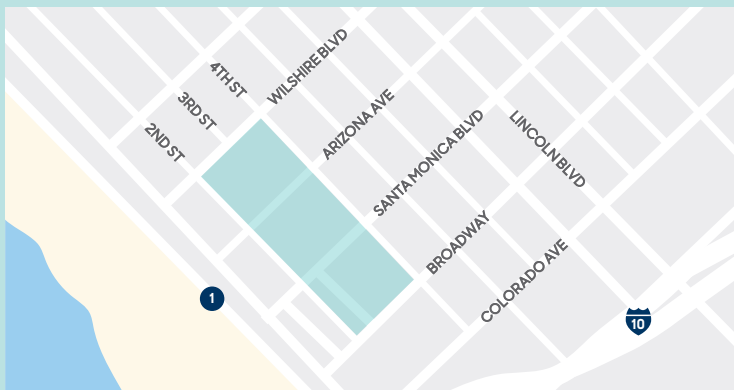 WILSHIRE BLVD
4TH ST
3RD ST
2ND ST
ARIZONA AVE
SANTA MONICA BLVD
LINCOLN BLVD
BROADWAY
COLORADO AVE
1
10